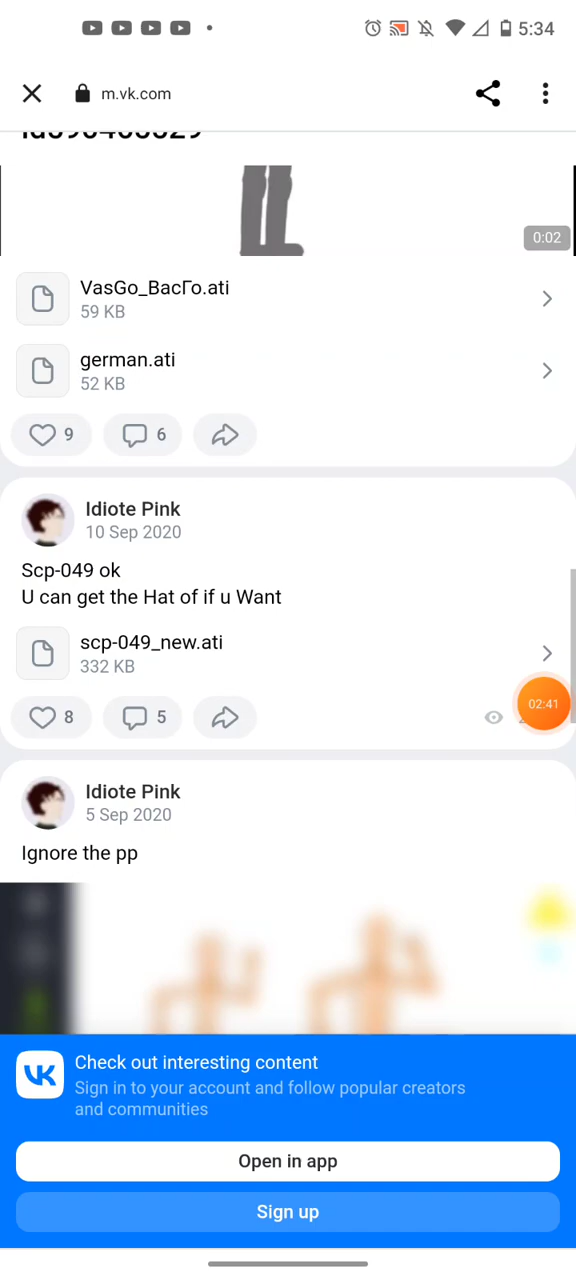 5:34
m.vk.com
0:02
VasGo_ВасГо.ati
59 KB
german.ati
52 KB
9
6
Idiote Pink
10 Sep 2020
Scp-049 ok
U can get the Hat of if u Want
scp-049_new.ati
332 KB
8
5
02:41
Idiote Pink
5 Sep 2020
Ignore the pp
Check out interesting content
Sign in to your account and follow popular creators
and communities
Open in app
Sign up